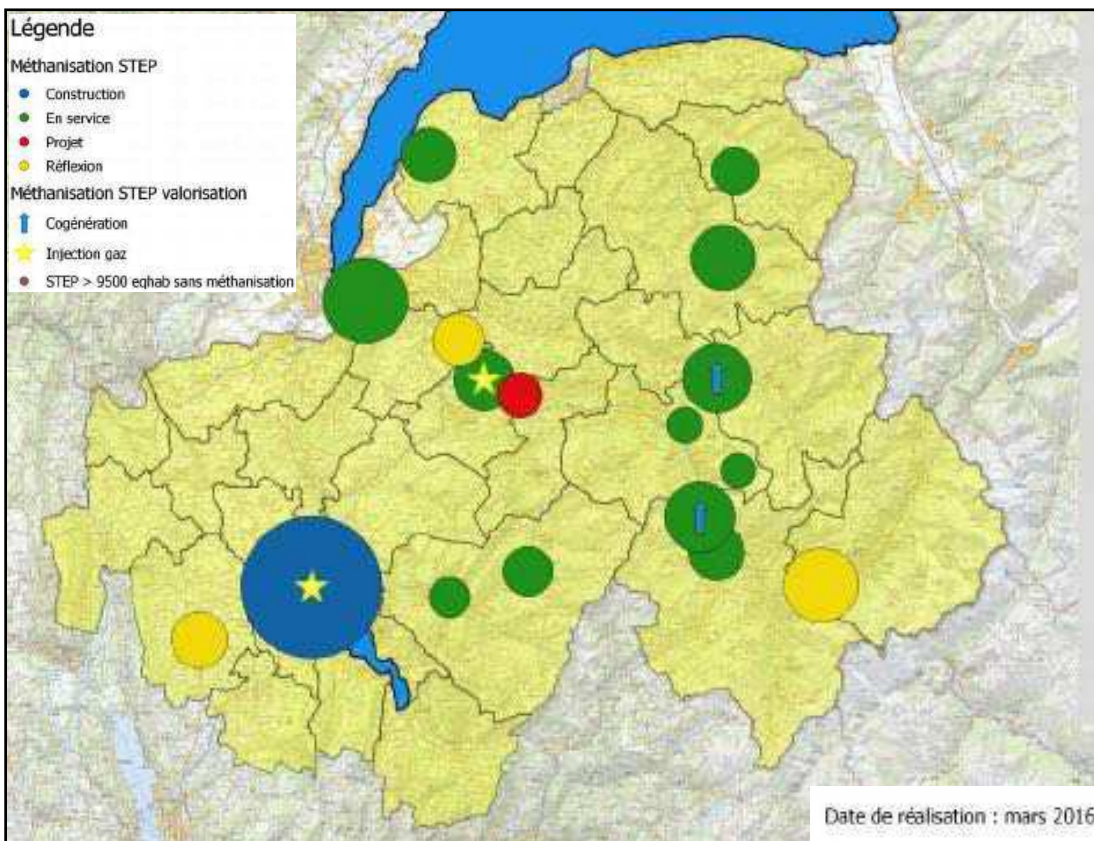 Légende
Méthanisation STEP
Construction
En service
Projet
Réflexion
Méthanisation STEP valorisation
Cogénération
Injection gaz
STEP > 9500 eqhab sans méthanisation
Date de réalisation : mars 2016